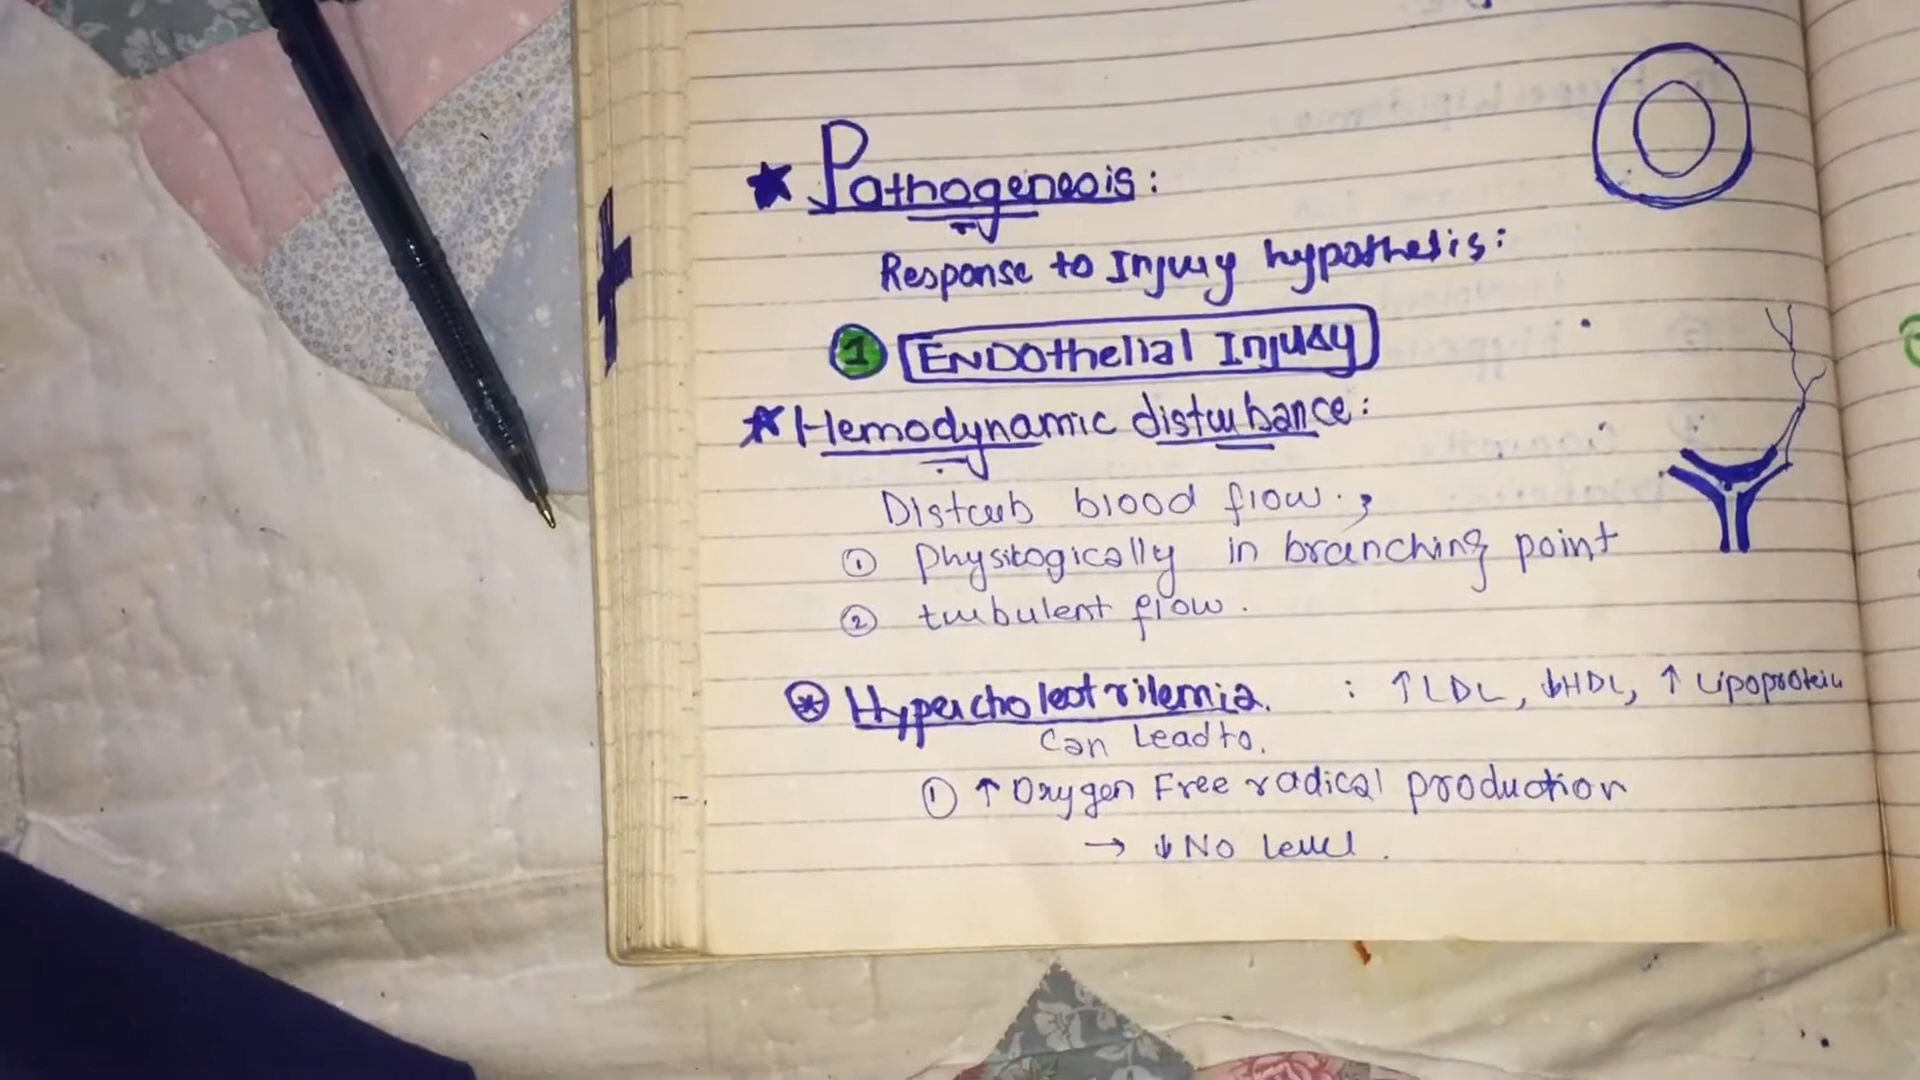 ★ Pathogenesis:
Response to Injury hypothesis:
1 ENDOthelial Injury
★ Hemodynamic disturbance:
Disturb blood flow.;
① physiologically in branching point
② turbulent flow.
⊛ Hypercholestrilemia. : ↑LDL, ↓HDL, ↑ Lipoprotein
can Lead to.
① ↑ Oxygen Free radical production
→ ↓ No level.